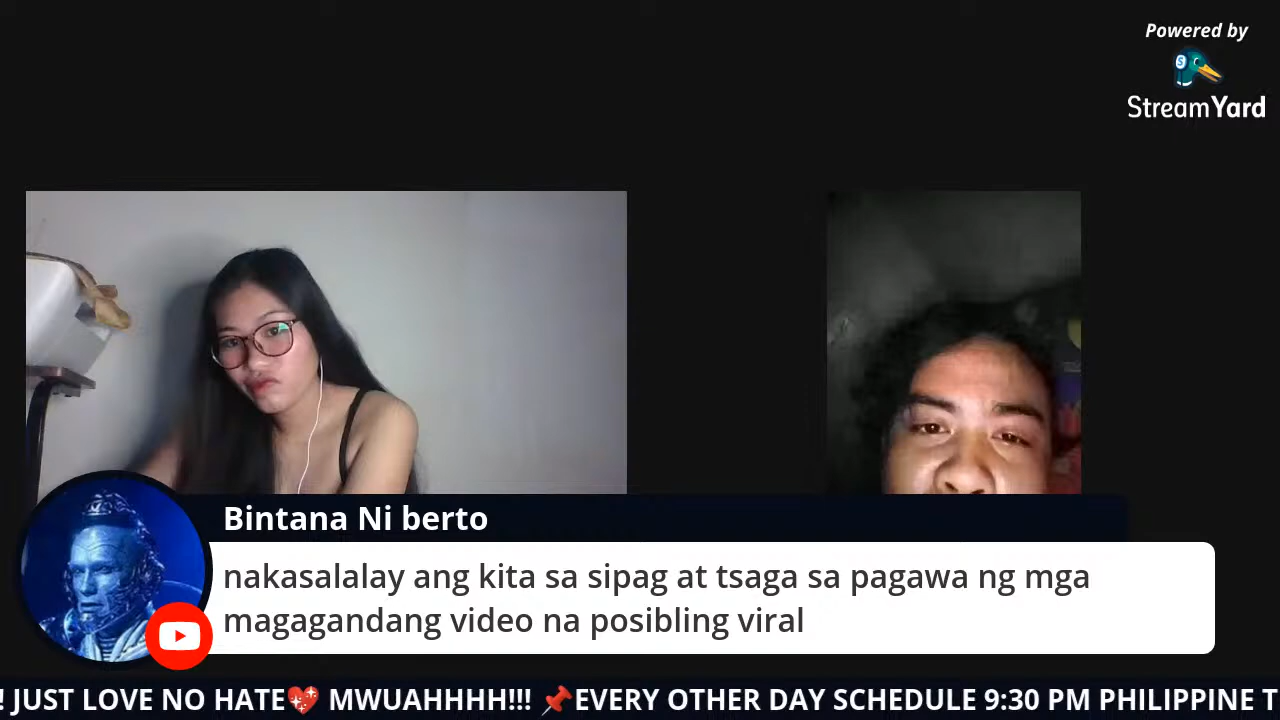 Powered by
StreamYard
Bintana Ni berto
nakasalalay ang kita sa sipag at tsaga sa pagawa ng mga
magagandang video na posibling viral
! JUST LOVE NO HATE💖 MWUAHHHH!!! 📌EVERY OTHER DAY SCHEDULE 9:30 PM PHILIPPINE T